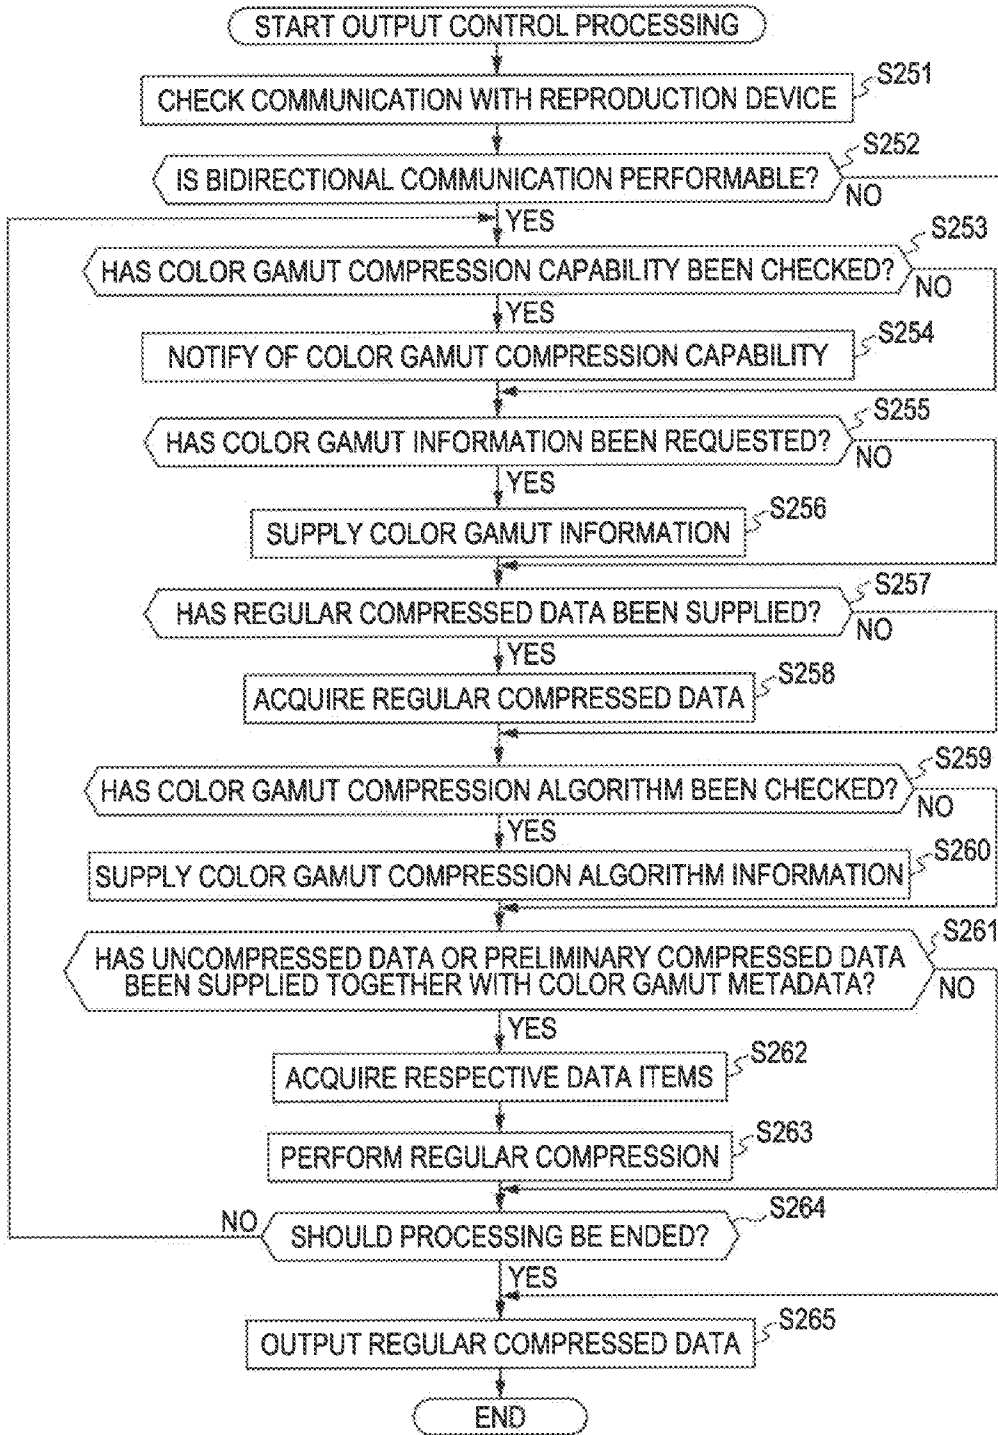 START OUTPUT CONTROL PROCESSING
S251
CHECK COMMUNICATION WITH REPRODUCTION DEVICE
S252
IS BIDIRECTIONAL COMMUNICATION PERFORMABLE?
NO
YES
S253
HAS COLOR GAMUT COMPRESSION CAPABILITY BEEN CHECKED?
NO
YES
S254
NOTIFY OF COLOR GAMUT COMPRESSION CAPABILITY
S255
HAS COLOR GAMUT INFORMATION BEEN REQUESTED?
NO
YES
S256
SUPPLY COLOR GAMUT INFORMATION
S257
HAS REGULAR COMPRESSED DATA BEEN SUPPLIED?
NO
YES
S258
ACQUIRE REGULAR COMPRESSED DATA
S259
HAS COLOR GAMUT COMPRESSION ALGORITHM BEEN CHECKED?
NO
YES
S260
SUPPLY COLOR GAMUT COMPRESSION ALGORITHM INFORMATION
S261
HAS UNCOMPRESSED DATA OR PRELIMINARY COMPRESSED DATA
BEEN SUPPLIED TOGETHER WITH COLOR GAMUT METADATA?
NO
YES
S262
ACQUIRE RESPECTIVE DATA ITEMS
S263
PERFORM REGULAR COMPRESSION
S264
NO
SHOULD PROCESSING BE ENDED?
YES
S265
OUTPUT REGULAR COMPRESSED DATA
END